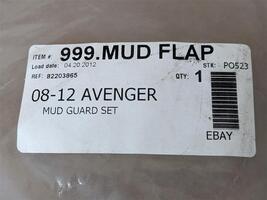 ITEM #: 999.MUD FLAP
Load date: 04.20.2012 STK: PO523
REF: 82203865 QTY: 1
08-12 AVENGER
MUD GUARD SET
EBAY